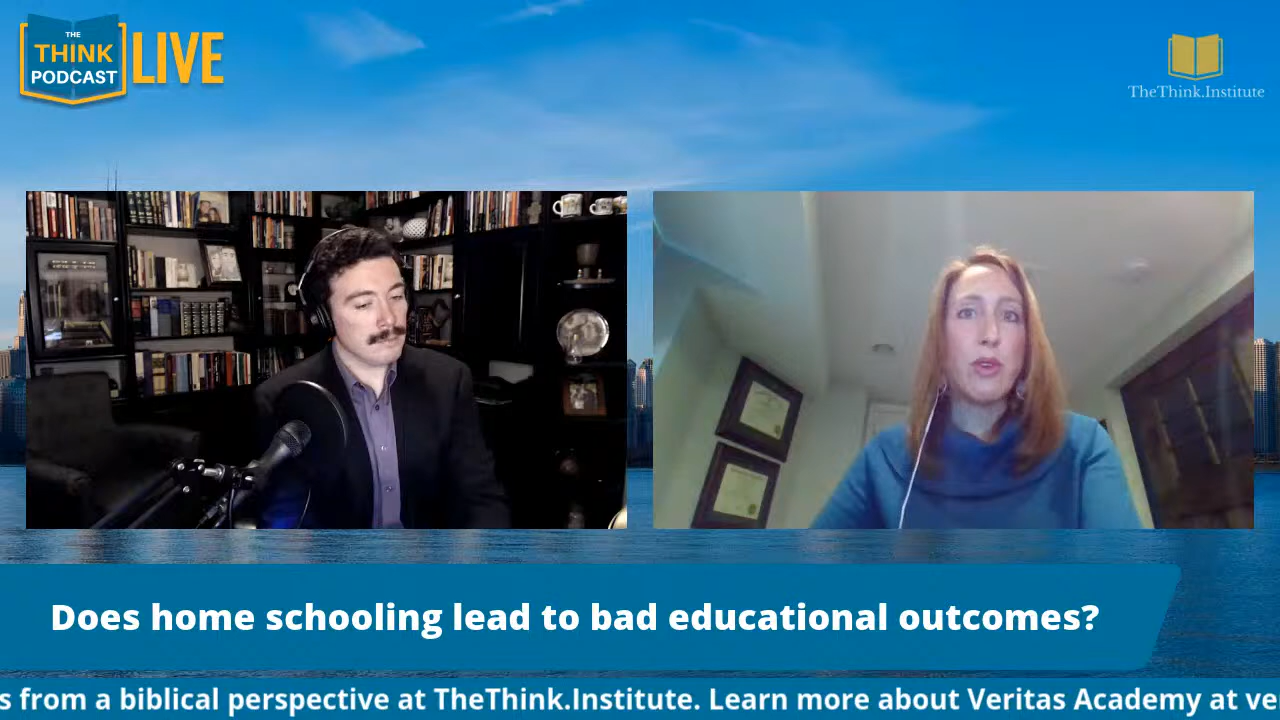 THE
THINK
PODCAST
LIVE
TheThink.Institute
Does home schooling lead to bad educational outcomes?
s from a biblical perspective at TheThink.Institute. Learn more about Veritas Academy at ve